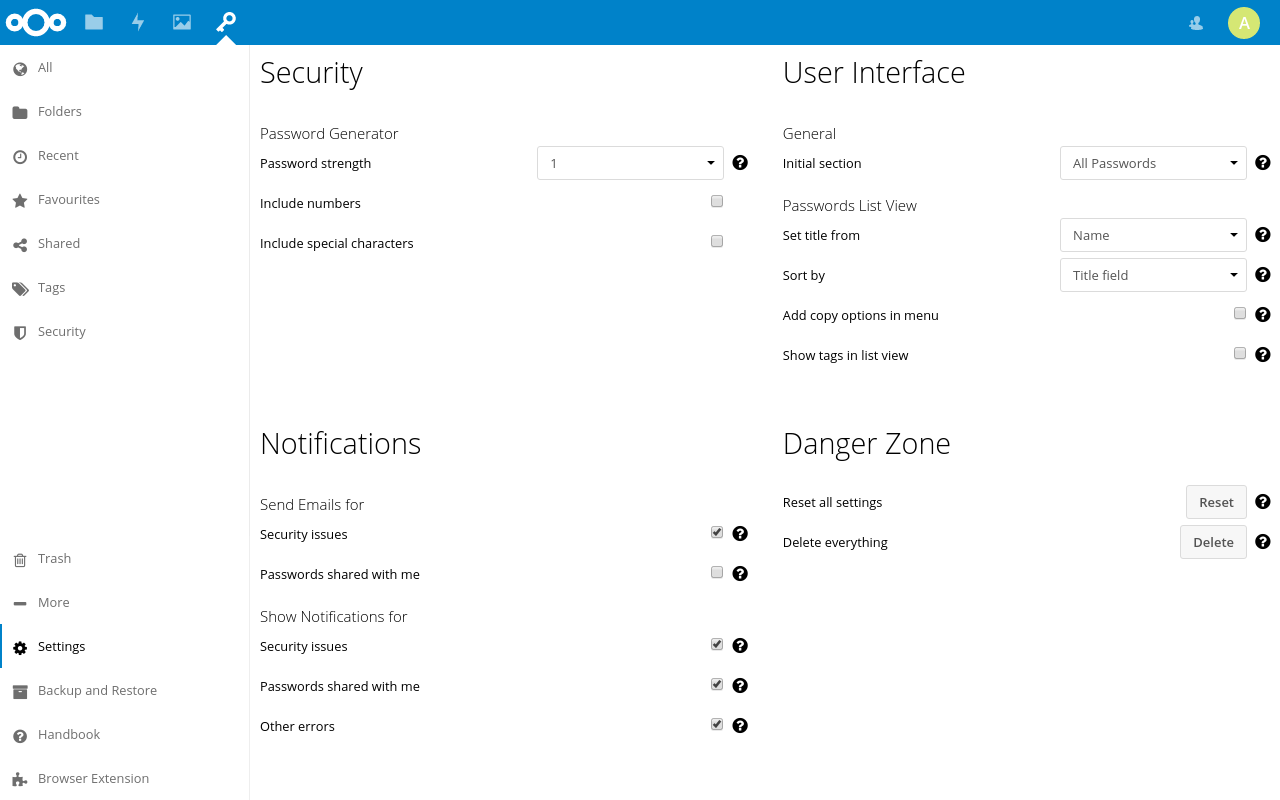 A
All
Folders
Recent
Favourites
Shared
Tags
Security
Trash
More
Settings
Backup and Restore
Handbook
Browser Extension
Security
Password Generator
Password strength 1 ?
Include numbers
Include special characters
User Interface
General
Initial section All Passwords ?
Passwords List View
Set title from Name ?
Sort by Title field ?
Add copy options in menu ?
Show tags in list view ?
Notifications
Send Emails for
Security issues ?
Passwords shared with me ?
Show Notifications for
Security issues ?
Passwords shared with me ?
Other errors ?
Danger Zone
Reset all settings Reset ?
Delete everything Delete ?